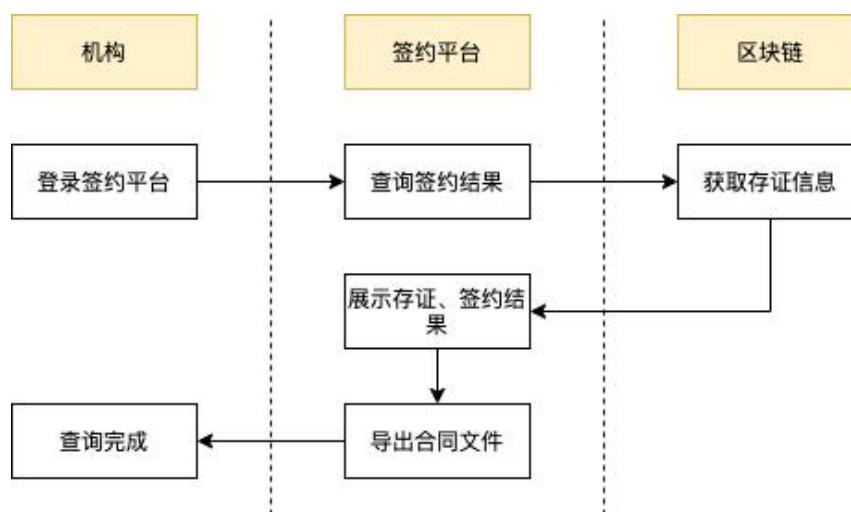 机构
签约平台
区块链
登录签约平台
查询签约结果
获取存证信息
展示存证、签约结
果
查询完成
导出合同文件